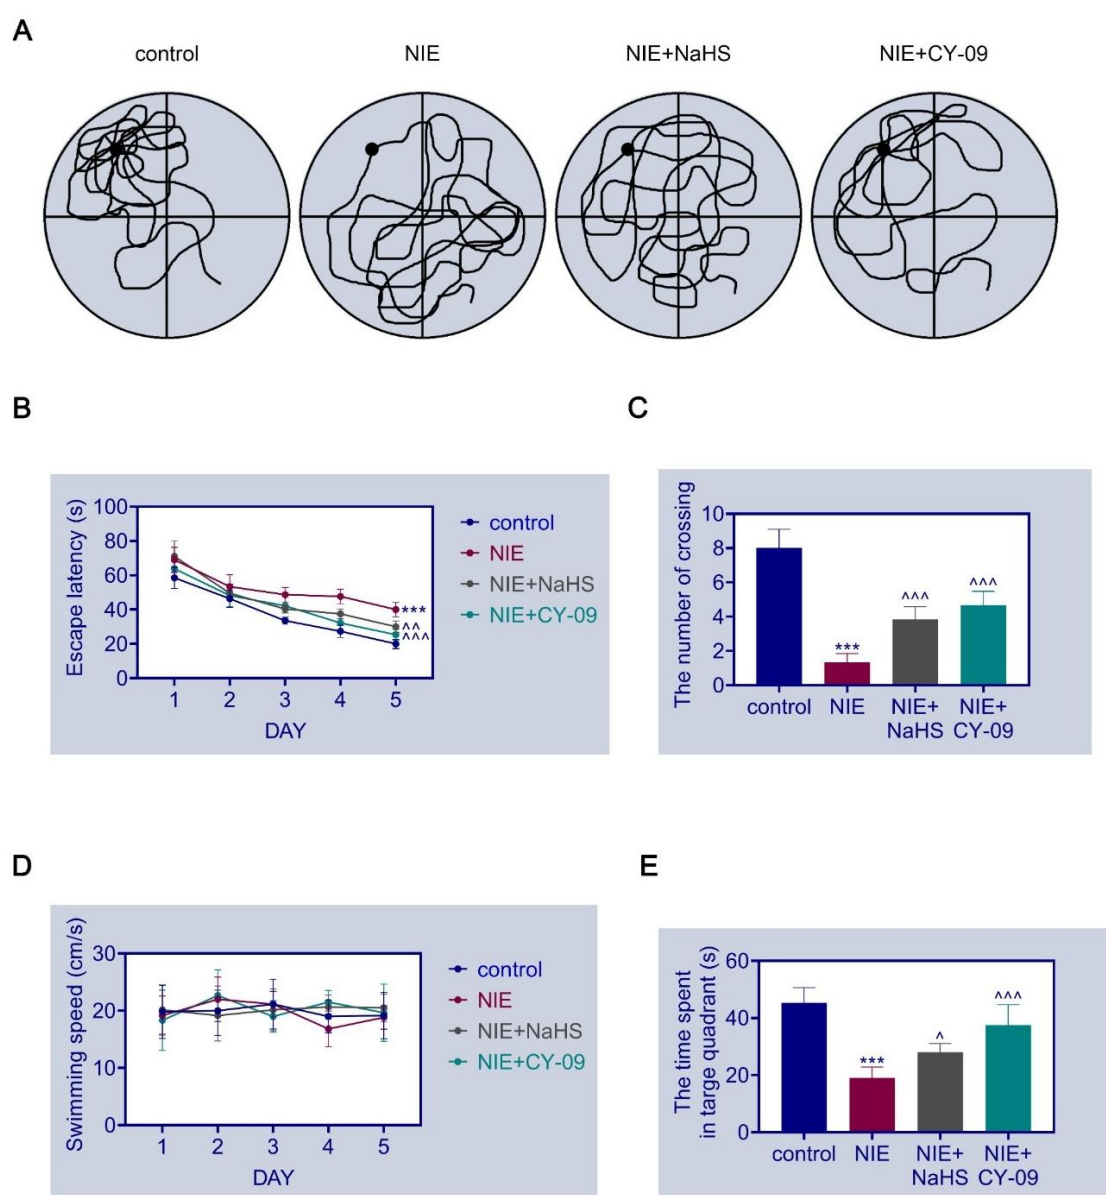 A
control
NIE
NIE+NaHS
NIE+CY-09
B
Escape latency (s)
100
80
60
40
20
0
1 2 3 4 5
DAY
control
NIE
NIE+NaHS
NIE+CY-09
***
^^
^^^
C
The number of crossing
10
8
6
4
2
0
***
^^^
^^^
control
NIE
NIE+
NaHS
NIE+
CY-09
D
Swimming speed (cm/s)
30
20
10
0
1 2 3 4 5
DAY
control
NIE
NIE+NaHS
NIE+CY-09
E
The time spent
in targe quadrant (s)
60
40
20
0
***
^
^^^
control
NIE
NIE+
NaHS
NIE+
CY-09